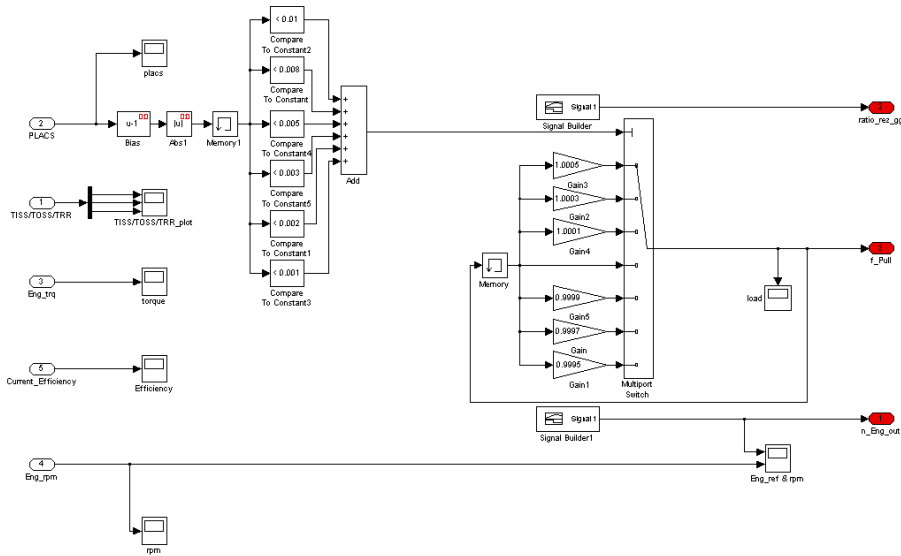 < 0.01
Compare
To Constant2
placs
< 0.008
Compare
To Constant
2
PLACS
u-1
Bias
|u|
Abs1
Memory1
< 0.005
Compare
To Constant4
+
+
+
+
+
+
Add
Signal 1
Signal Builder
ratio_rez_gp
1
TISS/TOSS/TRR
TISS/TOSS/TRR_plot
< 0.003
Compare
To Constant5
1.0005
Gain3
1.0003
Gain2
< 0.002
Compare
To Constant1
1.0001
Gain4
f_Pull
3
Eng_trq
torque
< 0.001
Compare
To Constant3
Memory
load
0.9999
Gain5
0.9997
Gain
0.9995
Gain1
Multiport
Switch
5
Current_Efficiency
Efficiency
Signal 1
Signal Builder1
1
n_Eng_out
4
Eng_rpm
Eng_ref & rpm
rpm